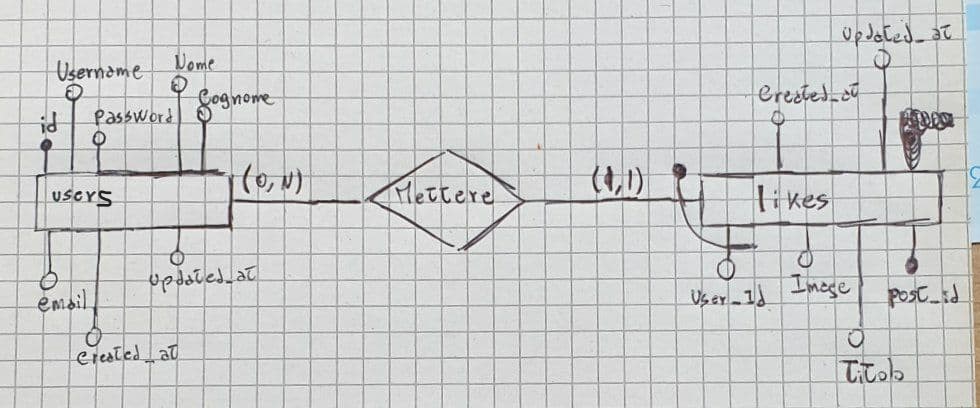 Updated_at
Username
Nome
Cognome
Created_at
id
Password
users
(0,N)
Mettere
(1,1)
likes
email
Updated_at
Created_at
User_Id
Image
post_id
Titolo